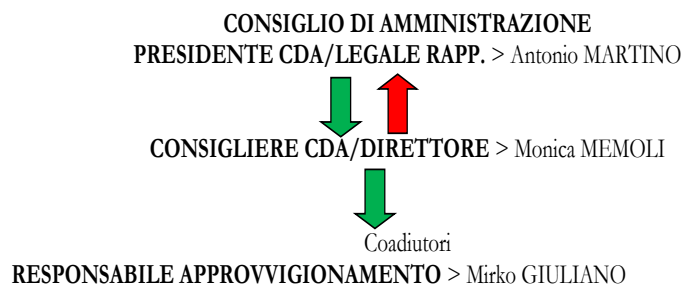 CONSIGLIO DI AMMINISTRAZIONE
PRESIDENTE CDA/LEGALE RAPP. > Antonio MARTINO
CONSIGLIERE CDA/DIRETTORE > Monica MEMOLI
Coadiutori
RESPONSABILE APPROVVIGIONAMENTO > Mirko GIULIANO